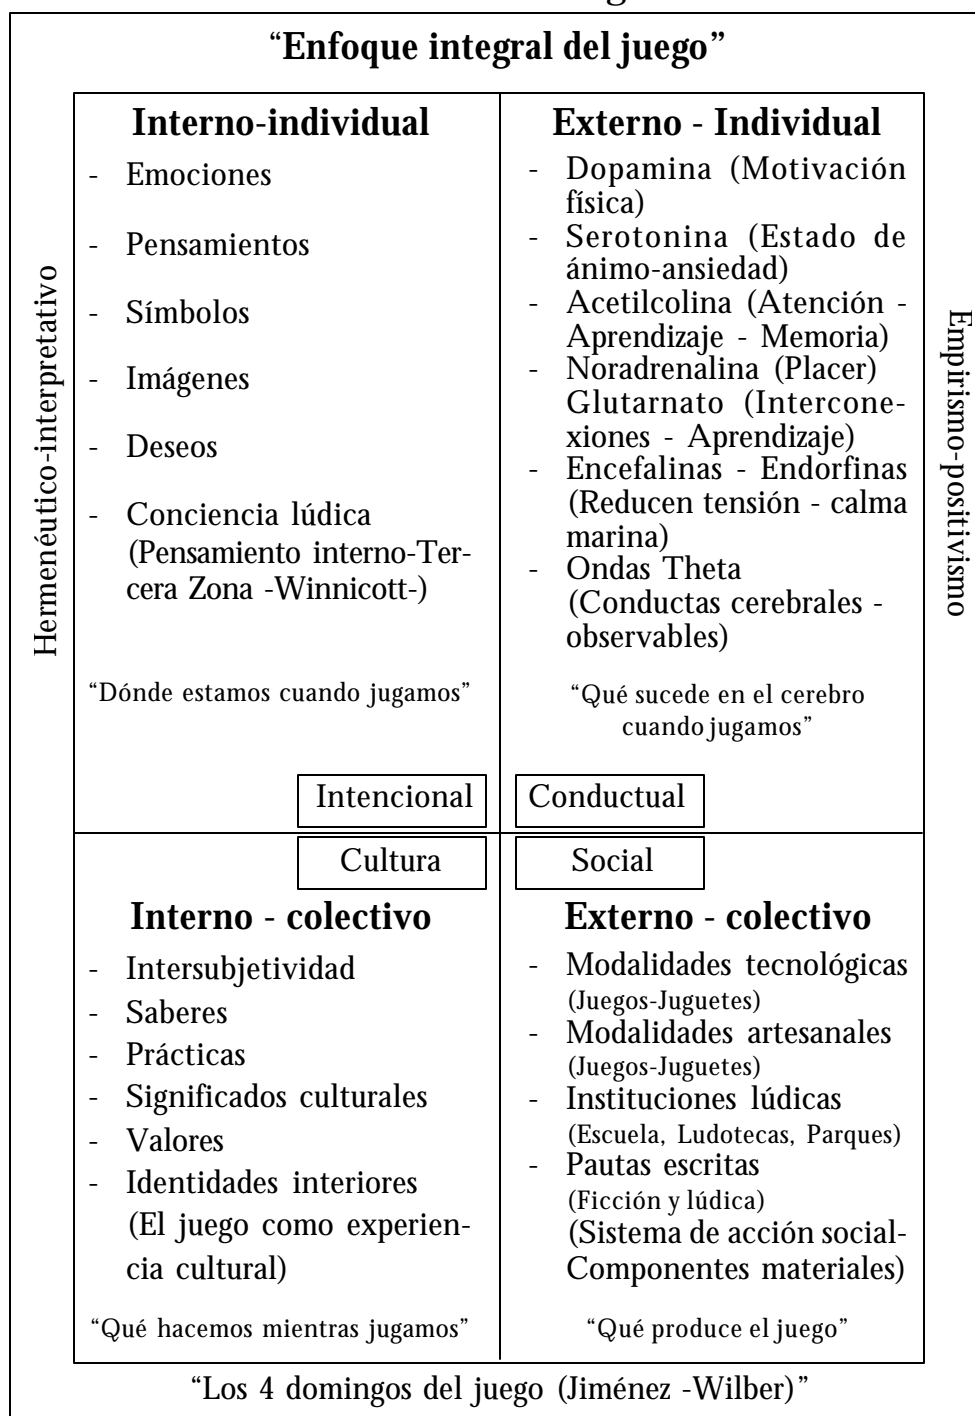 “Enfoque integral del juego”
Hermenéutico-interpretativo
Interno-individual
- Emociones
- Pensamientos
- Símbolos
- Imágenes
- Deseos
- Conciencia lúdica
(Pensamiento interno-Ter-
cera Zona -Winnicott-)
“Dónde estamos cuando jugamos”
Intencional
Externo - Individual
- Dopamina (Motivación
física)
- Serotonina (Estado de
ánimo-ansiedad)
- Acetilcolina (Atención -
Aprendizaje - Memoria)
- Noradrenalina (Placer)
Glutarnato (Intercone-
xiones - Aprendizaje)
- Encefalinas - Endorfinas
(Reducen tensión - calma
marina)
- Ondas Theta
(Conductas cerebrales -
observables)
“Qué sucede en el cerebro
cuando jugamos”
Conductual
Empirismo-positivismo
Cultura
Interno - colectivo
- Intersubjetividad
- Saberes
- Prácticas
- Significados culturales
- Valores
- Identidades interiores
(El juego como experien-
cia cultural)
“Qué hacemos mientras jugamos”
Social
Externo - colectivo
- Modalidades tecnológicas
(Juegos-Juguetes)
- Modalidades artesanales
(Juegos-Juguetes)
- Instituciones lúdicas
(Escuela, Ludotecas, Parques)
- Pautas escritas
(Ficción y lúdica)
(Sistema de acción social-
Componentes materiales)
“Qué produce el juego”
“Los 4 domingos del juego (Jiménez -Wilber)”